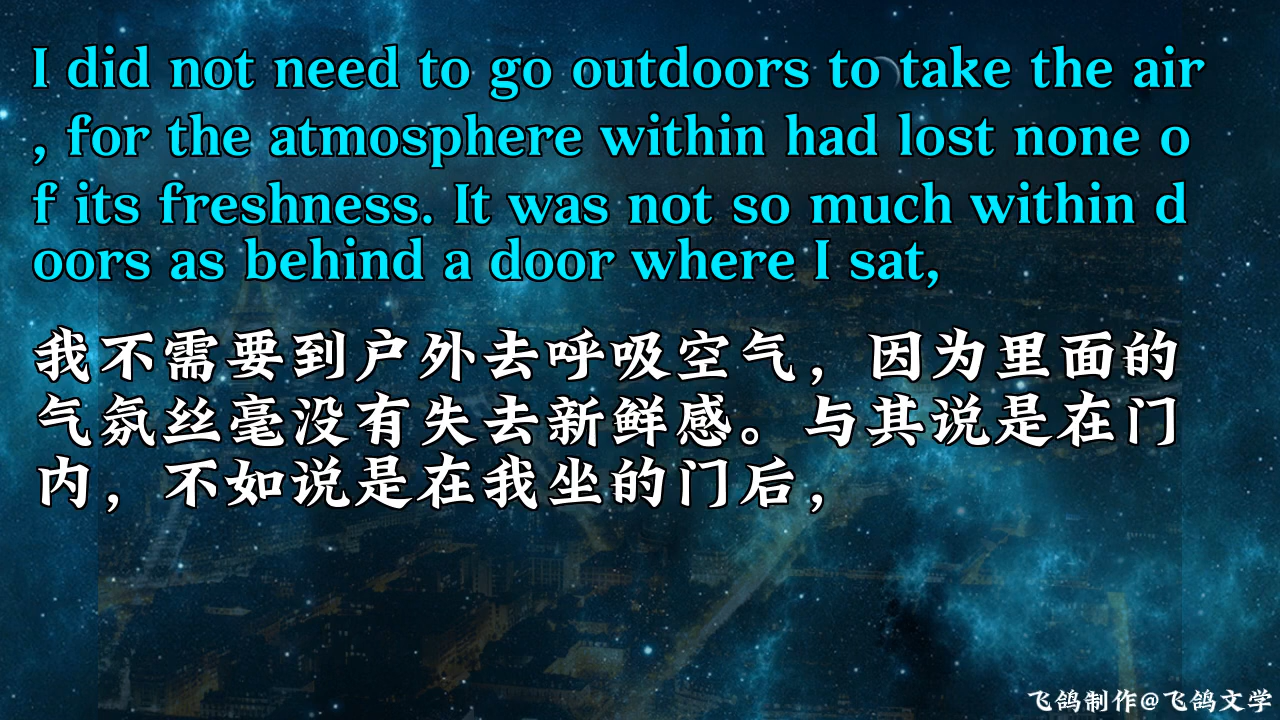 I did not need to go outdoors to take the air
, for the atmosphere within had lost none o
f its freshness. It was not so much within d
oors as behind a door where I sat,
我不需要到户外去呼吸空气，因为里面的
气氛丝毫没有失去新鲜感。与其说是在门
内，不如说是在我坐的门后，
飞鸽制作@飞鸽文学